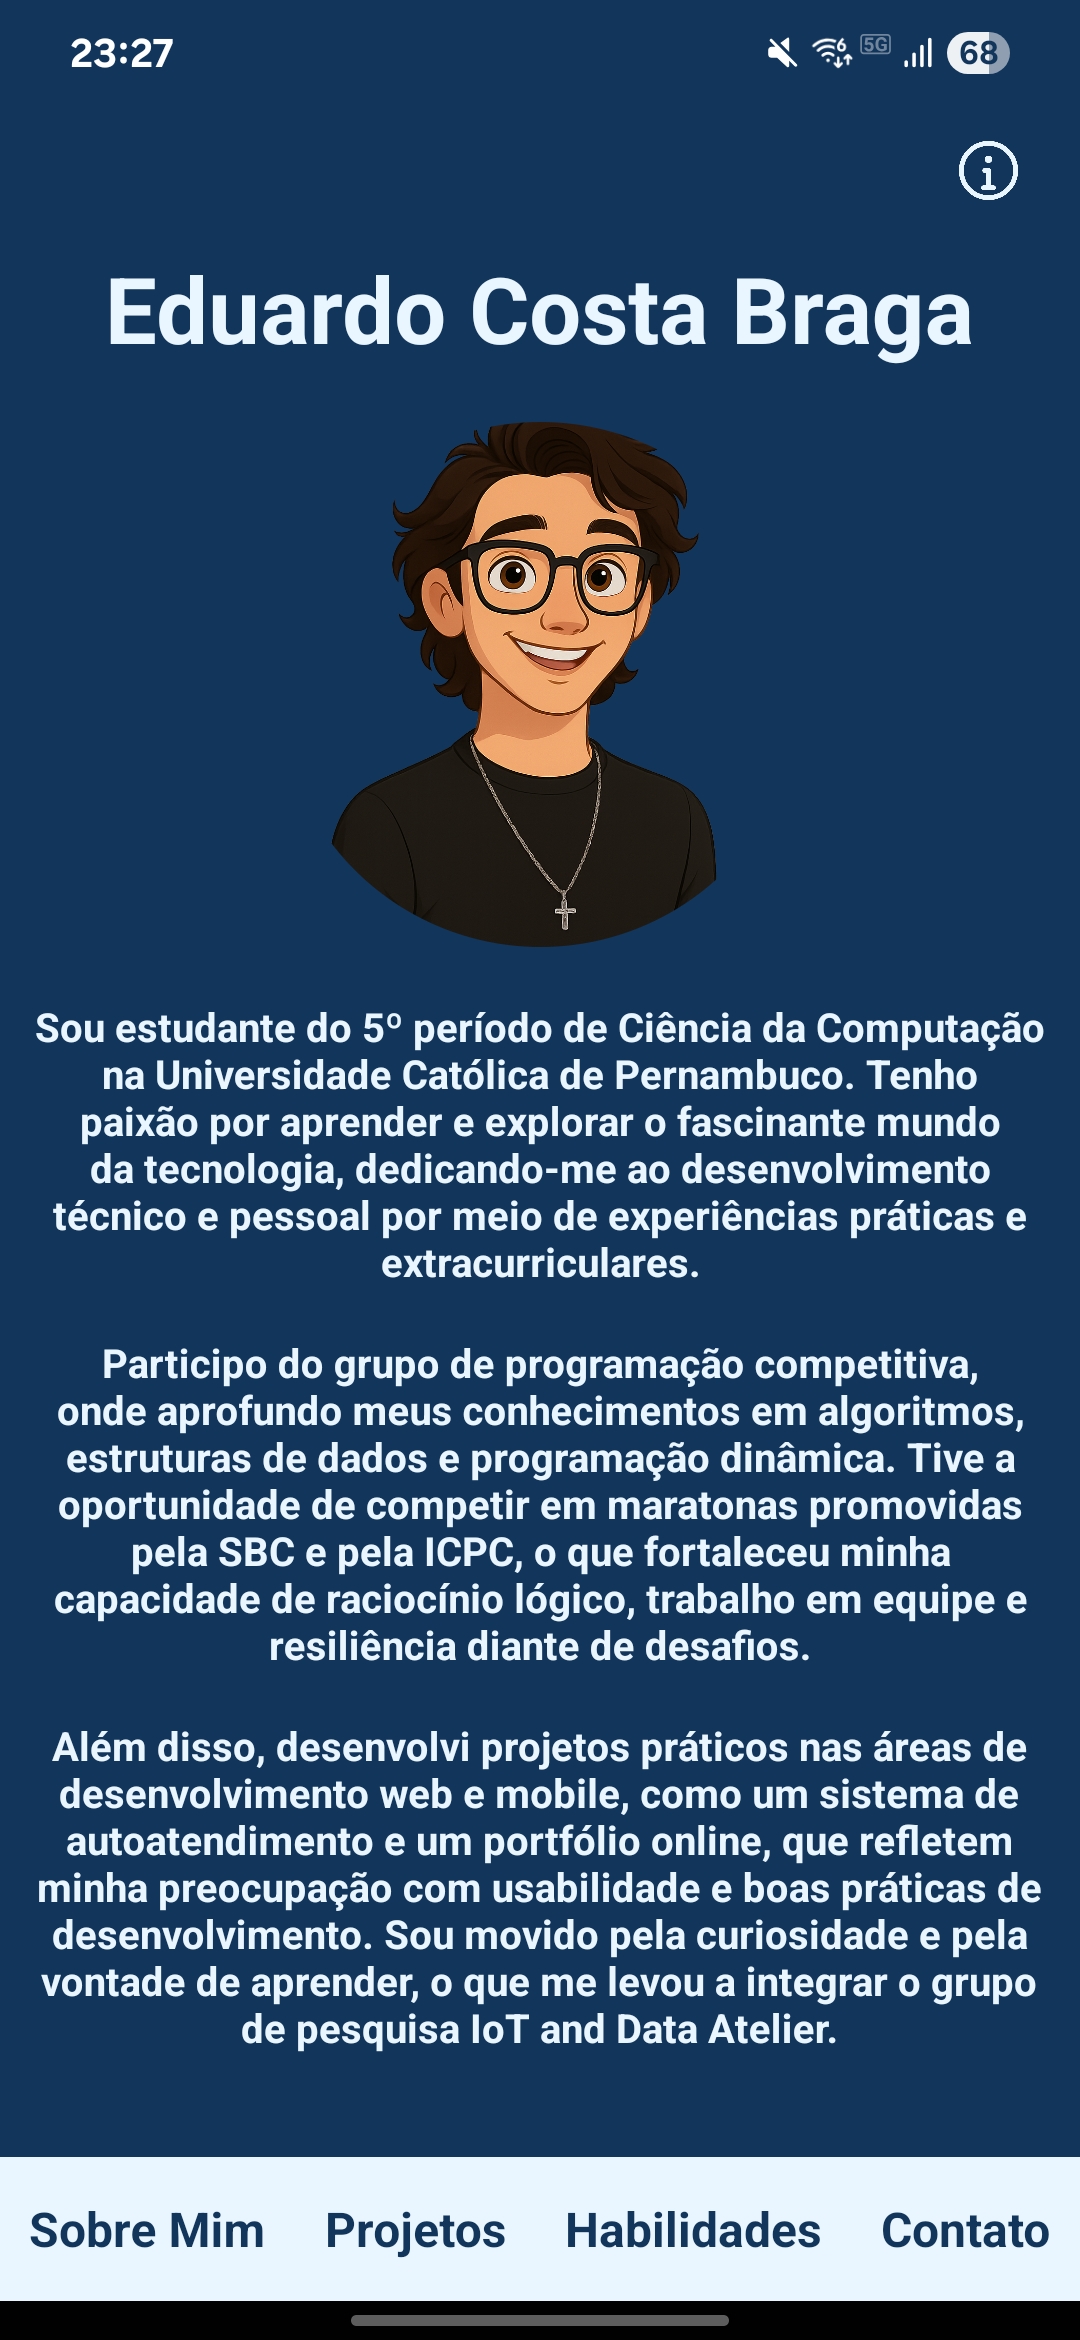 23:27
6 5G 68
Eduardo Costa Braga
Sou estudante do 5º período de Ciência da Computação
na Universidade Católica de Pernambuco. Tenho
paixão por aprender e explorar o fascinante mundo
da tecnologia, dedicando-me ao desenvolvimento
técnico e pessoal por meio de experiências práticas e
extracurriculares.
Participo do grupo de programação competitiva,
onde aprofundo meus conhecimentos em algoritmos,
estruturas de dados e programação dinâmica. Tive a
oportunidade de competir em maratonas promovidas
pela SBC e pela ICPC, o que fortaleceu minha
capacidade de raciocínio lógico, trabalho em equipe e
resiliência diante de desafios.
Além disso, desenvolvi projetos práticos nas áreas de
desenvolvimento web e mobile, como um sistema de
autoatendimento e um portfólio online, que refletem
minha preocupação com usabilidade e boas práticas de
desenvolvimento. Sou movido pela curiosidade e pela
vontade de aprender, o que me levou a integrar o grupo
de pesquisa IoT and Data Atelier.
Sobre Mim Projetos Habilidades Contato